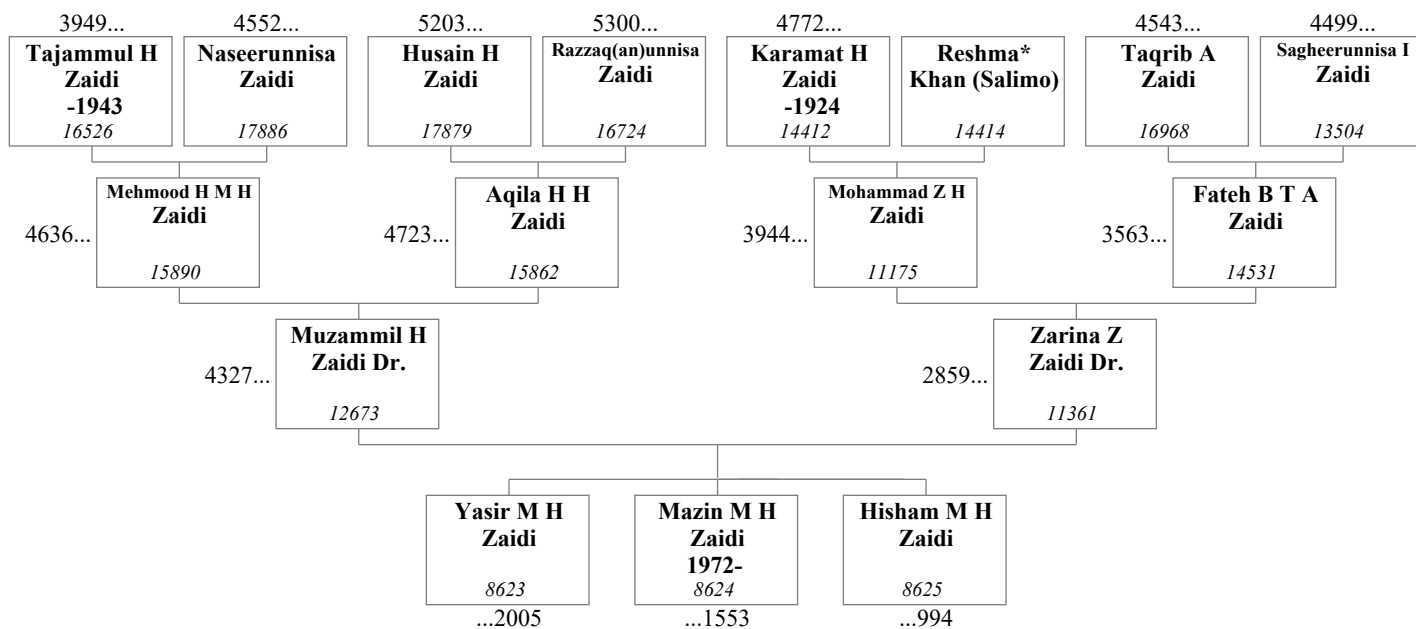 3949... 4552... 5203... 5300... 4772... 4543... 4499...
Tajammul H
Zaidi
-1943
16526
Naseerunnisa
Zaidi
17886
Husain H
Zaidi
17879
Razzaq(an)unnisa
Zaidi
16724
Karamat H
Zaidi
-1924
14412
Reshma*
Khan (Salimo)
14414
Taqrib A
Zaidi
16968
Sagheerunnisa I
Zaidi
13504
4636...
Mehmood H M H
Zaidi
15890
4723...
Aqila H H
Zaidi
15862
3944...
Mohammad Z H
Zaidi
11175
3563...
Fateh B T A
Zaidi
14531
4327...
Muzammil H
Zaidi Dr.
12673
2859...
Zarina Z
Zaidi Dr.
11361
Yasir M H
Zaidi
8623
...2005
Mazin M H
Zaidi
1972-
8624
...1553
Hisham M H
Zaidi
8625
...994